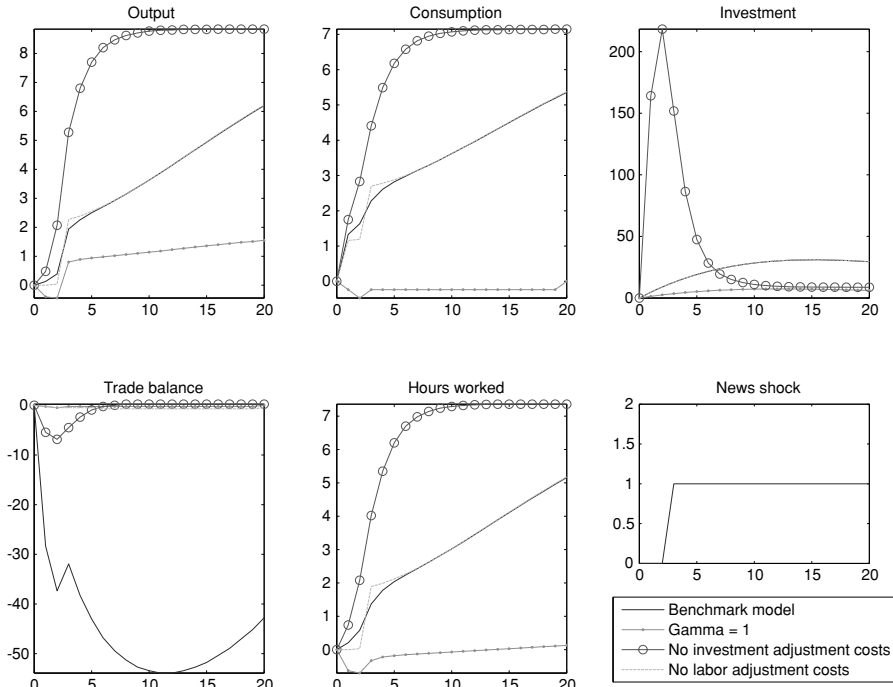 Output
8
7
6
5
4
3
2
1
0
0 5 10 15 20
Consumption
7
6
5
4
3
2
1
0
0 5 10 15 20
Investment
200
150
100
50
0
0 5 10 15 20
Trade balance
0
-10
-20
-30
-40
-50
0 5 10 15 20
Hours worked
7
6
5
4
3
2
1
0
0 5 10 15 20
News shock
2
1.5
1
0.5
0
0 5 10 15 20
Benchmark model
Gamma = 1
No investment adjustment costs
No labor adjustment costs